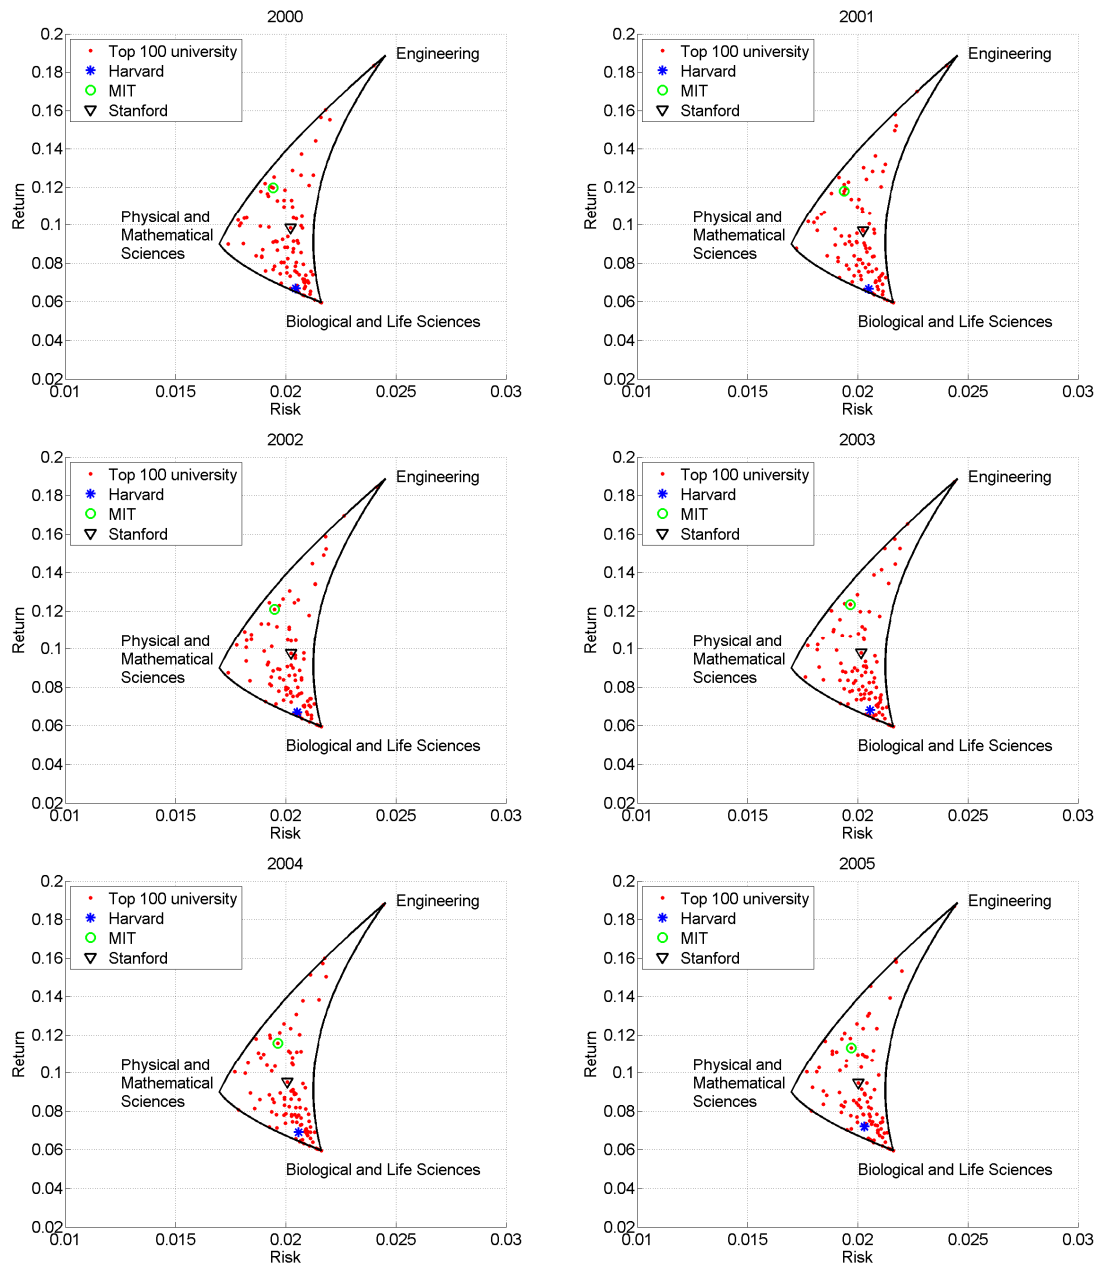 2000
0.2
0.18
0.16
0.14
0.12
0.1
0.08
0.06
0.04
0.02
Return
Top 100 university
Harvard
MIT
Stanford
Engineering
Physical and
Mathematical
Sciences
Biological and Life Sciences
0.01 0.015 0.02 0.025 0.03
Risk
2001
0.2
0.18
0.16
0.14
0.12
0.1
0.08
0.06
0.04
0.02
Return
Top 100 university
Harvard
MIT
Stanford
Engineering
Physical and
Mathematical
Sciences
Biological and Life Sciences
0.01 0.015 0.02 0.025 0.03
Risk
2002
0.2
0.18
0.16
0.14
0.12
0.1
0.08
0.06
0.04
0.02
Return
Top 100 university
Harvard
MIT
Stanford
Engineering
Physical and
Mathematical
Sciences
Biological and Life Sciences
0.01 0.015 0.02 0.025 0.03
Risk
2003
0.2
0.18
0.16
0.14
0.12
0.1
0.08
0.06
0.04
0.02
Return
Top 100 university
Harvard
MIT
Stanford
Engineering
Physical and
Mathematical
Sciences
Biological and Life Sciences
0.01 0.015 0.02 0.025 0.03
Risk
2004
0.2
0.18
0.16
0.14
0.12
0.1
0.08
0.06
0.04
0.02
Return
Top 100 university
Harvard
MIT
Stanford
Engineering
Physical and
Mathematical
Sciences
Biological and Life Sciences
0.01 0.015 0.02 0.025 0.03
Risk
2005
0.2
0.18
0.16
0.14
0.12
0.1
0.08
0.06
0.04
0.02
Return
Top 100 university
Harvard
MIT
Stanford
Engineering
Physical and
Mathematical
Sciences
Biological and Life Sciences
0.01 0.015 0.02 0.025 0.03
Risk